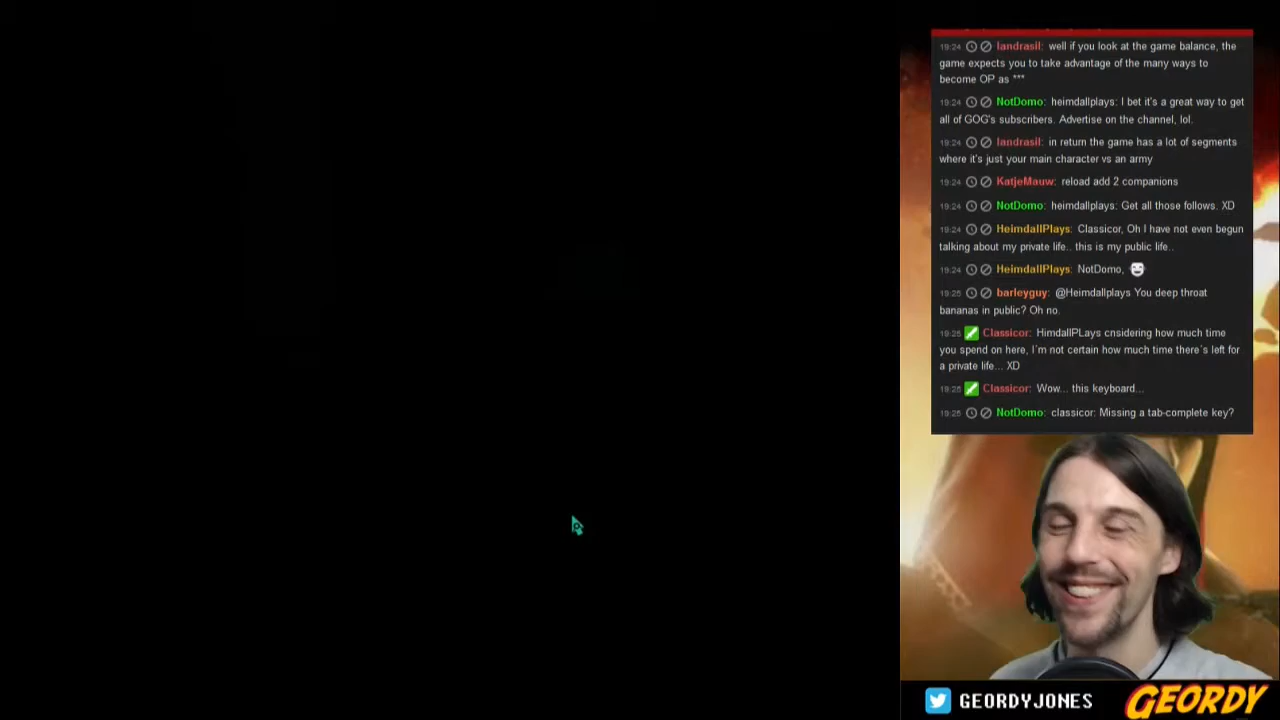 19:24 landrasil: well if you look at the game balance, the
game expects you to take advantage of the many ways to
become OP as ***
19:24 NotDomo: heimdallplays: I bet it's a great way to get
all of GOG's subscribers. Advertise on the channel, lol.
19:24 landrasil: in return the game has a lot of segments
where it's just your main character vs an army
19:24 KatjeMauw: reload add 2 companions
19:24 NotDomo: heimdallplays: Get all those follows. XD
19:24 HeimdallPlays: Classicor, Oh I have not even begun
talking about my private life.. this is my public life..
19:24 HeimdallPlays: NotDomo,
19:25 barleyguy: @Heimdallplays You deep throat
bananas in public? Oh no.
19:25 Classicor: HimdallPLays cnsidering how much time
you spend on here, I´m not certain how much time there´s left for
a private life... XD
19:25 Classicor: Wow... this keyboard...
19:25 NotDomo: classicor: Missing a tab-complete key?
GEORDYJONES
GEORDY